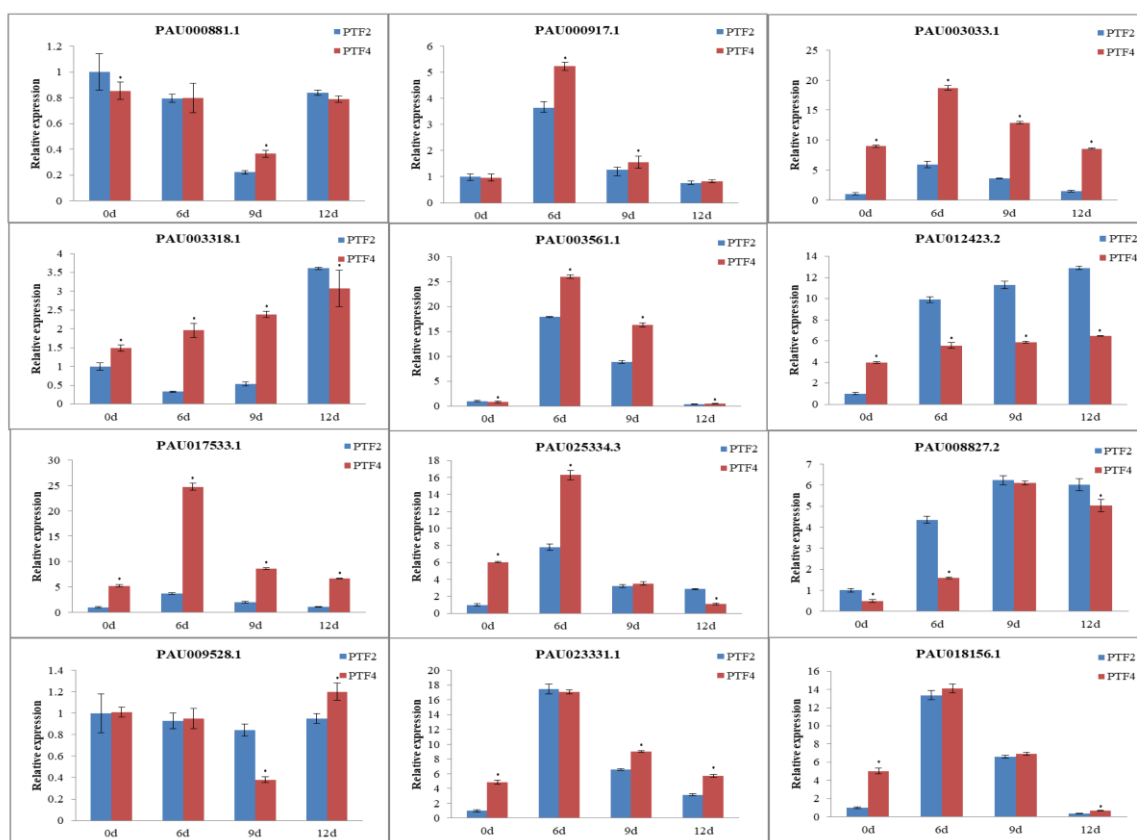 PAU000881.1
PTF2
PTF4
Relative expression
1.2
1
0.8
0.6
0.4
0.2
0
0d 6d 9d 12d
PAU000917.1
PTF2
PTF4
Relative expression
6
5
4
3
2
1
0
0d 6d 9d 12d
PAU003033.1
PTF2
PTF4
Relative expression
25
20
15
10
5
0
0d 6d 9d 12d
PAU003318.1
PTF2
PTF4
Relative expression
4
3.5
3
2.5
2
1.5
1
0.5
0
0d 6d 9d 12d
PAU003561.1
PTF2
PTF4
Relative expression
30
25
20
15
10
5
0
0d 6d 9d 12d
PAU012423.2
PTF2
PTF4
Relative expression
14
12
10
8
6
4
2
0
0d 6d 9d 12d
PAU017533.1
PTF2
PTF4
Relative expression
30
25
20
15
10
5
0
0d 6d 9d 12d
PAU025334.3
PTF2
PTF4
Relative expression
18
16
14
12
10
8
6
4
2
0
0d 6d 9d 12d
PAU008827.2
PTF2
PTF4
Relative expression
8
7
6
5
4
3
2
1
0
0d 6d 9d 12d
PAU009528.1
PTF2
PTF4
Relative expression
1.4
1.2
1
0.8
0.6
0.4
0.2
0
0d 6d 9d 12d
PAU023331.1
PTF2
PTF4
Relative expression
20
18
16
14
12
10
8
6
4
2
0
0d 6d 9d 12d
PAU018156.1
PTF2
PTF4
Relative expression
16
14
12
10
8
6
4
2
0
0d 6d 9d 12d